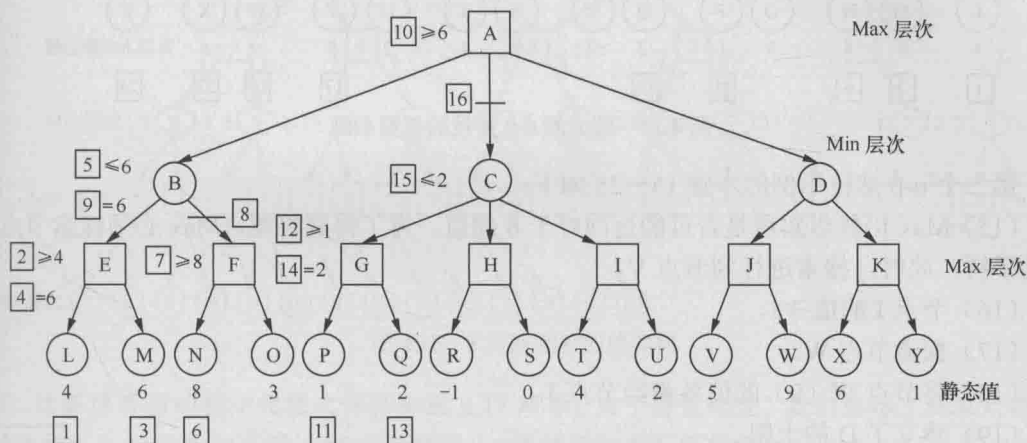 10 ≥6 A Max 层次
16
Min 层次
5 ≤6 B 15 ≤2 C D
9 =6 8
12 ≥1
2 ≥4 E 7 ≥8 F G H I J K Max 层次
4 =6 14 =2
L M N O P Q R S T U V W X Y
4 6 8 3 1 2 -1 0 4 2 5 9 6 1 静态值
1 3 6 11 13